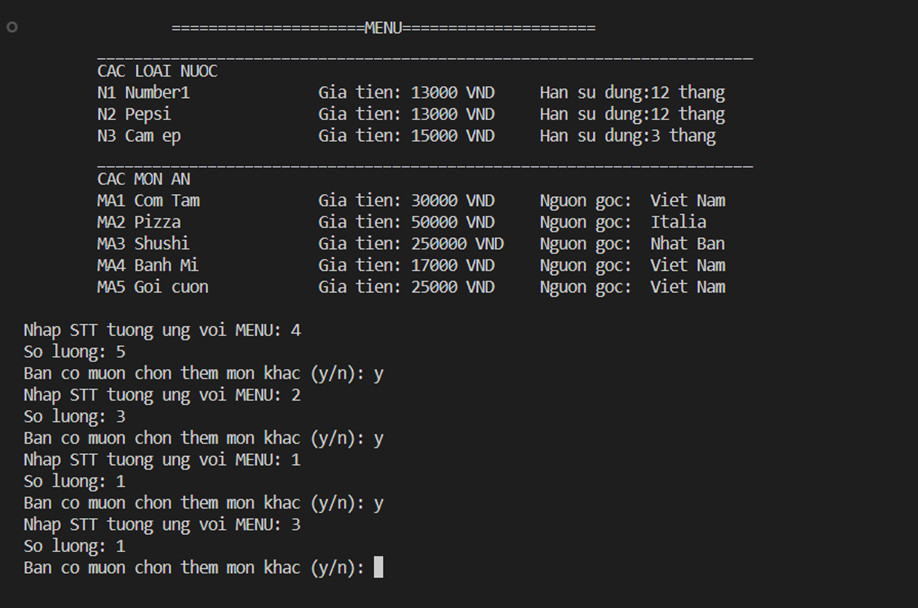 =====================MENU=====================
_______________________________________________________________________
CAC LOAI NUOC
N1 Number1 Gia tien: 13000 VND Han su dung:12 thang
N2 Pepsi Gia tien: 13000 VND Han su dung:12 thang
N3 Cam ep Gia tien: 15000 VND Han su dung:3 thang
_______________________________________________________________________
CAC MON AN
MA1 Com Tam Gia tien: 30000 VND Nguon goc: Viet Nam
MA2 Pizza Gia tien: 50000 VND Nguon goc: Italia
MA3 Shushi Gia tien: 250000 VND Nguon goc: Nhat Ban
MA4 Banh Mi Gia tien: 17000 VND Nguon goc: Viet Nam
MA5 Goi cuon Gia tien: 25000 VND Nguon goc: Viet Nam
Nhap STT tuong ung voi MENU: 4
So luong: 5
Ban co muon chon them mon khac (y/n): y
Nhap STT tuong ung voi MENU: 2
So luong: 3
Ban co muon chon them mon khac (y/n): y
Nhap STT tuong ung voi MENU: 1
So luong: 1
Ban co muon chon them mon khac (y/n): y
Nhap STT tuong ung voi MENU: 3
So luong: 1
Ban co muon chon them mon khac (y/n):